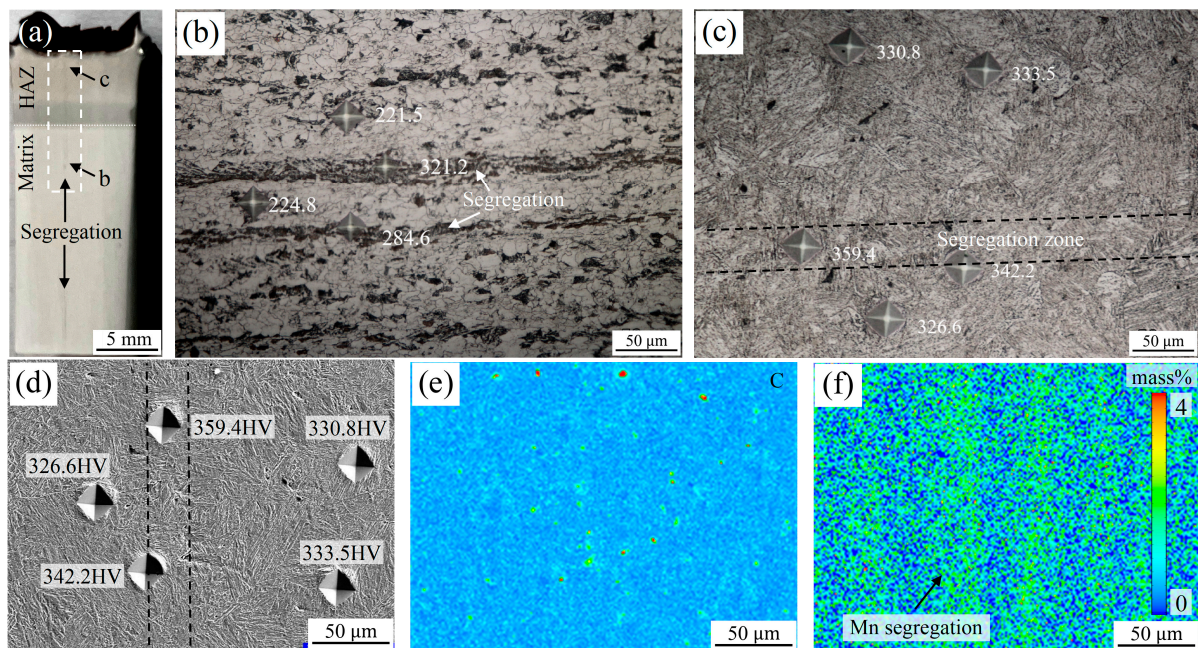 (a)
HAZ
c
Matrix
b
Segregation
5 mm
(b)
221.5
321.2
Segregation
224.8
284.6
50 μm
(c)
330.8
333.5
Segregation zone
359.4
342.2
326.6
50 μm
(d)
359.4HV
330.8HV
326.6HV
333.5HV
342.2HV
50 μm
(e)
C
50 μm
(f)
mass%
4
0
Mn segregation
50 μm